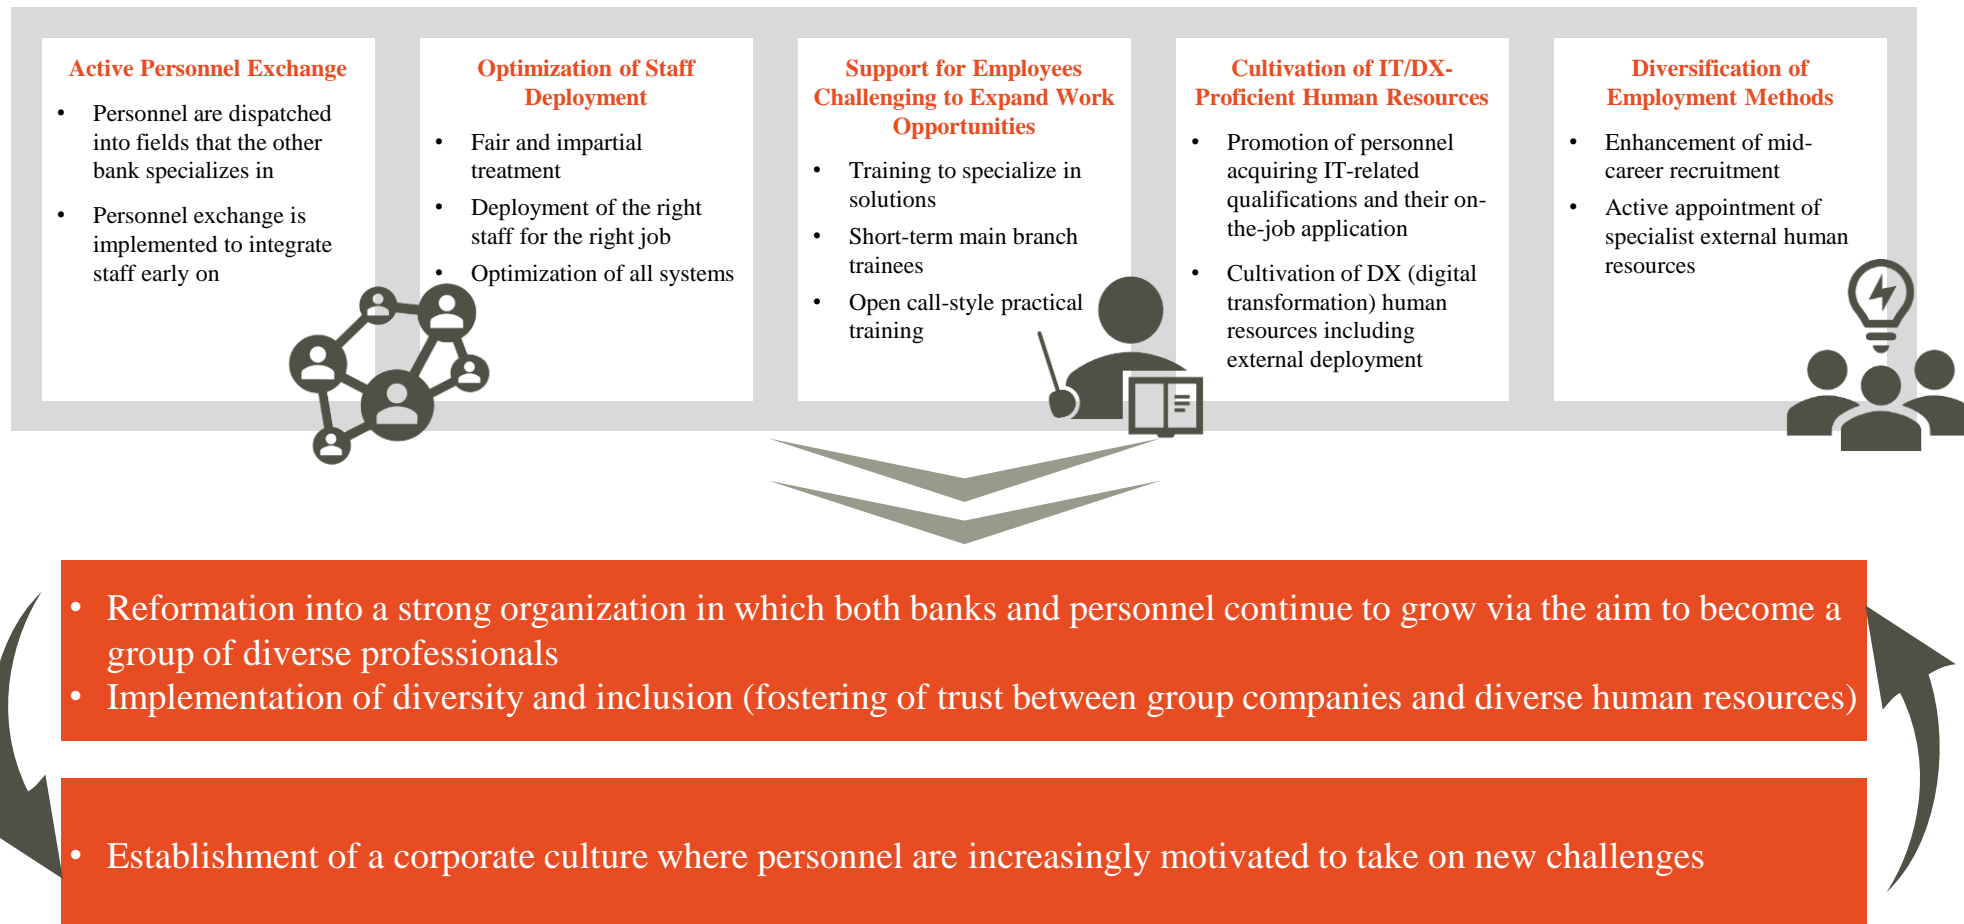 Active Personnel Exchange
• Personnel are dispatched
into fields that the other
bank specializes in
• Personnel exchange is
implemented to integrate
staff early on
Optimization of Staff
Deployment
• Fair and impartial
treatment
• Deployment of the right
staff for the right job
• Optimization of all systems
Support for Employees
Challenging to Expand Work
Opportunities
• Training to specialize in
solutions
• Short-term main branch
trainees
• Open call-style practical
training
Cultivation of IT/DX-
Proficient Human Resources
• Promotion of personnel
acquiring IT-related
qualifications and their on-
the-job application
• Cultivation of DX (digital
transformation) human
resources including
external deployment
Diversification of
Employment Methods
• Enhancement of mid-
career recruitment
• Active appointment of
specialist external human
resources
• Reformation into a strong organization in which both banks and personnel continue to grow via the aim to become a
group of diverse professionals
• Implementation of diversity and inclusion (fostering of trust between group companies and diverse human resources)
• Establishment of a corporate culture where personnel are increasingly motivated to take on new challenges